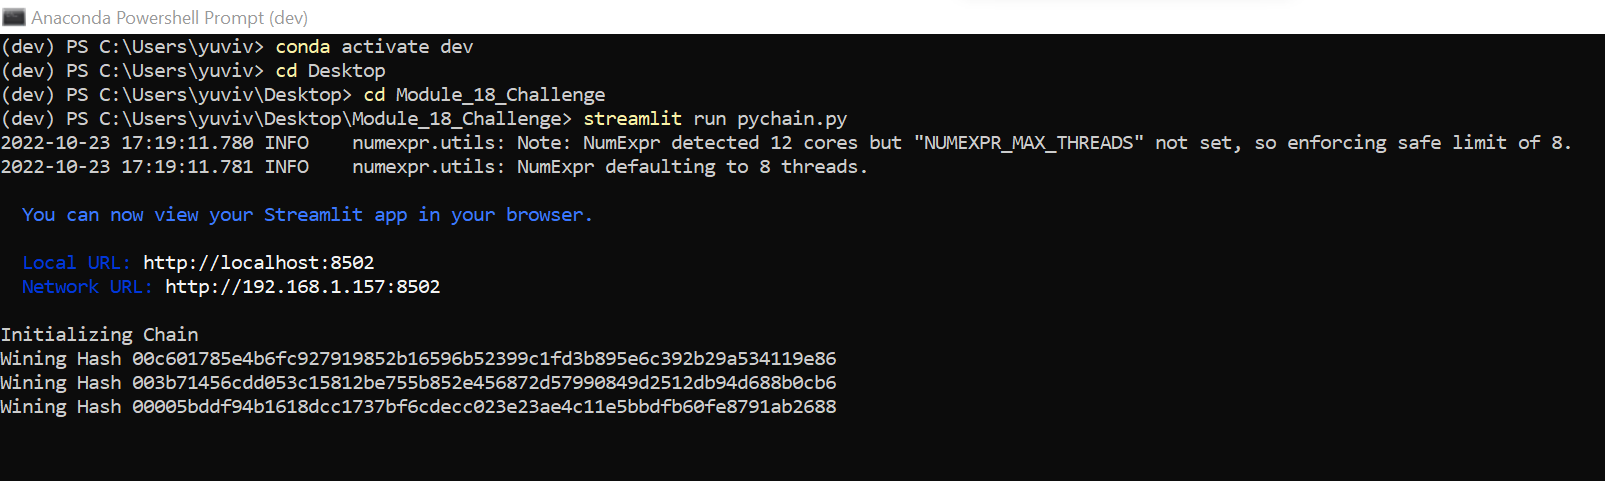 Anaconda Powershell Prompt (dev)
(dev) PS C:\Users\yuviv> conda activate dev
(dev) PS C:\Users\yuviv> cd Desktop
(dev) PS C:\Users\yuviv\Desktop> cd Module_18_Challenge
(dev) PS C:\Users\yuviv\Desktop\Module_18_Challenge> streamlit run pychain.py
2022-10-23 17:19:11.780 INFO    numexpr.utils: Note: NumExpr detected 12 cores but "NUMEXPR_MAX_THREADS" not set, so enforcing safe limit of 8.
2022-10-23 17:19:11.781 INFO    numexpr.utils: NumExpr defaulting to 8 threads.
You can now view your Streamlit app in your browser.
Local URL: http://localhost:8502
Network URL: http://192.168.1.157:8502
Initializing Chain
Wining Hash 00c601785e4b6fc927919852b16596b52399c1fd3b895e6c392b29a534119e86
Wining Hash 003b71456cdd053c15812be755b852e456872d57990849d2512db94d688b0cb6
Wining Hash 00005bddf94b1618dcc1737bf6cdecc023e23ae4c11e5bbdfb60fe8791ab2688